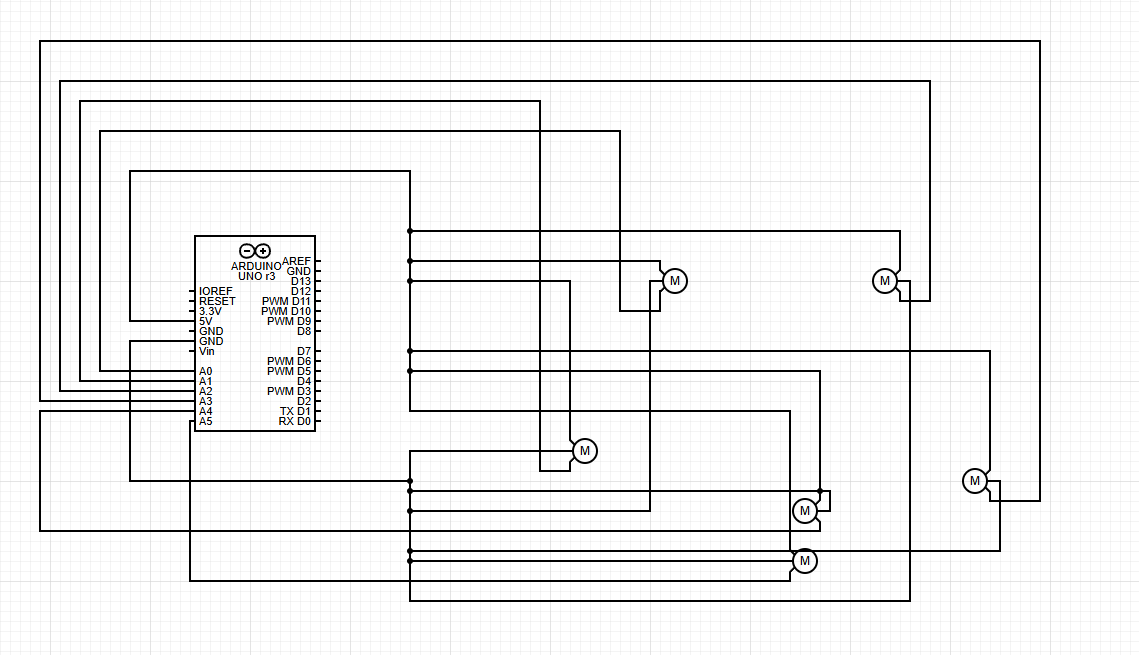 ARDUINO
UNO r3
IOREF
RESET
3.3V
5V
GND
GND
Vin
A0
A1
A2
A3
A4
A5
AREF
GND
D13
D12
PWM D11
PWM D10
PWM D9
D8
D7
PWM D6
PWM D5
D4
PWM D3
D2
TX D1
RX D0
M
M
M
M
M
M